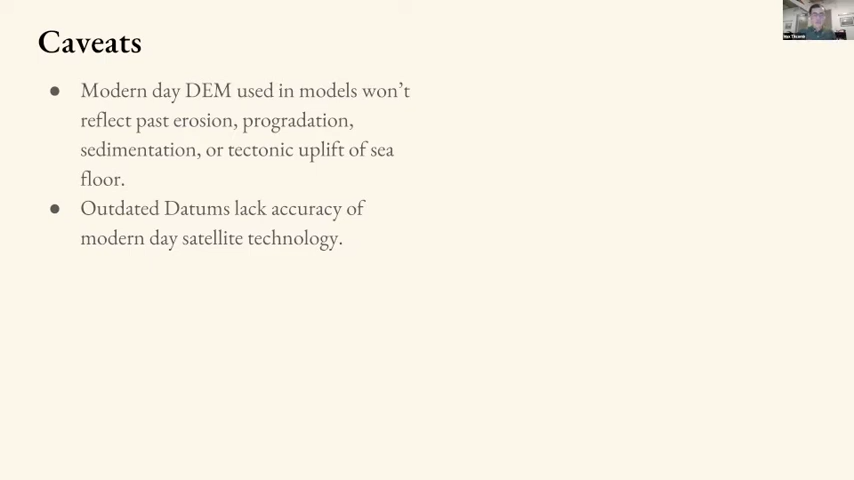 Caveats
● Modern day DEM used in models won't
reflect past erosion, progradation,
sedimentation, or tectonic uplift of sea
floor.
● Outdated Datums lack accuracy of
modern day satellite technology.